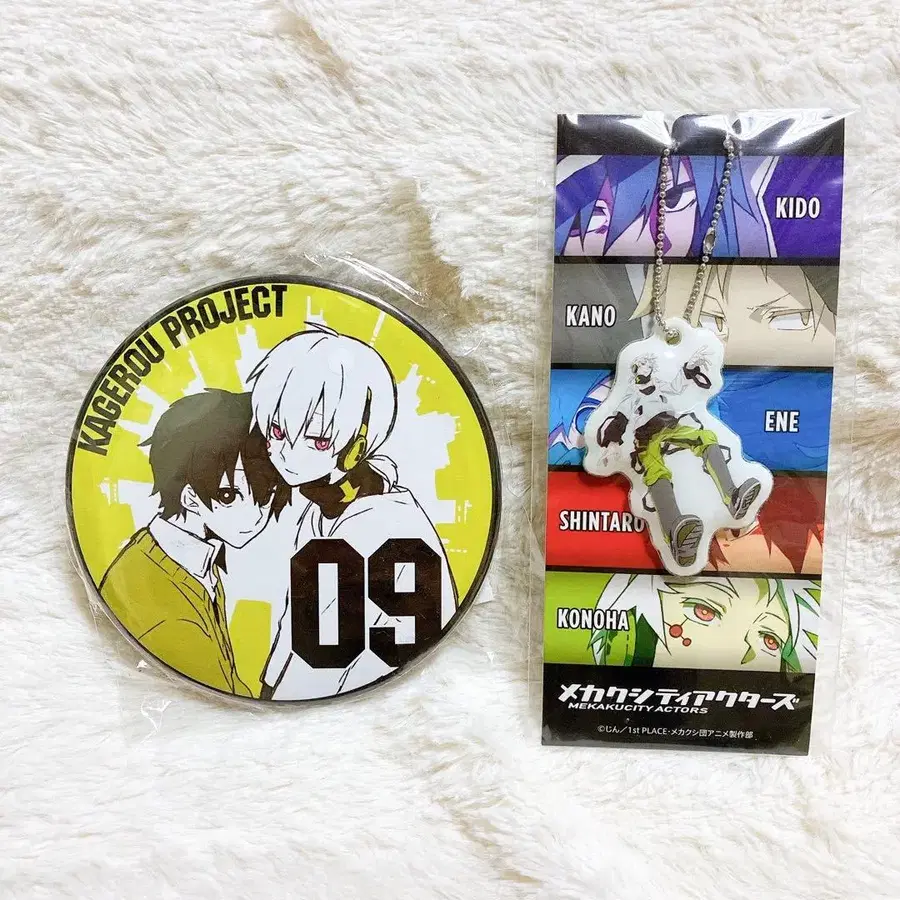 KAGEROU PROJECT
09
KIDO
KANO
ENE
SHINTARO
KONOHA
メカクシティアクターズ
MEKAKUCITY ACTORS
©じん／1st PLACE・メカクシ団アニメ製作部